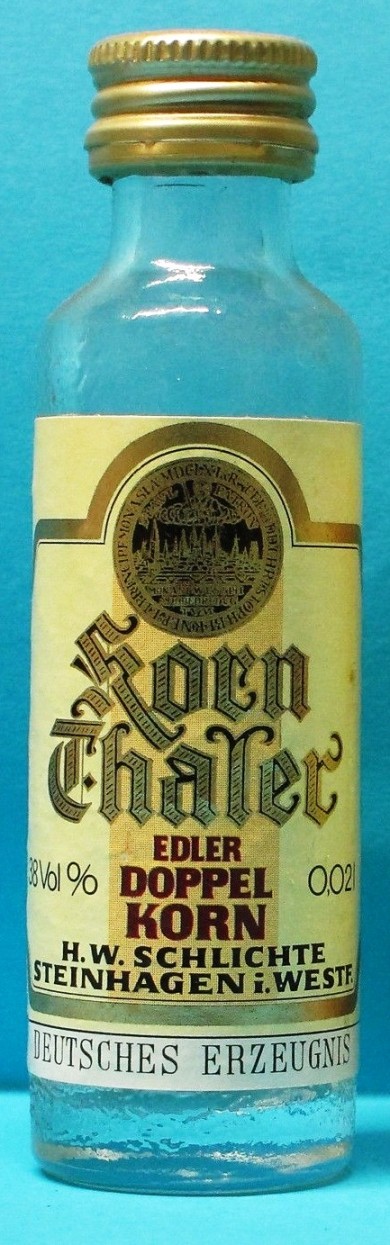 Korn
Thaler
EDLER
DOPPEL
KORN
38 Vol % 0,02 l
H.W. SCHLICHTE
STEINHAGEN i. WESTF.
DEUTSCHES ERZEUGNIS